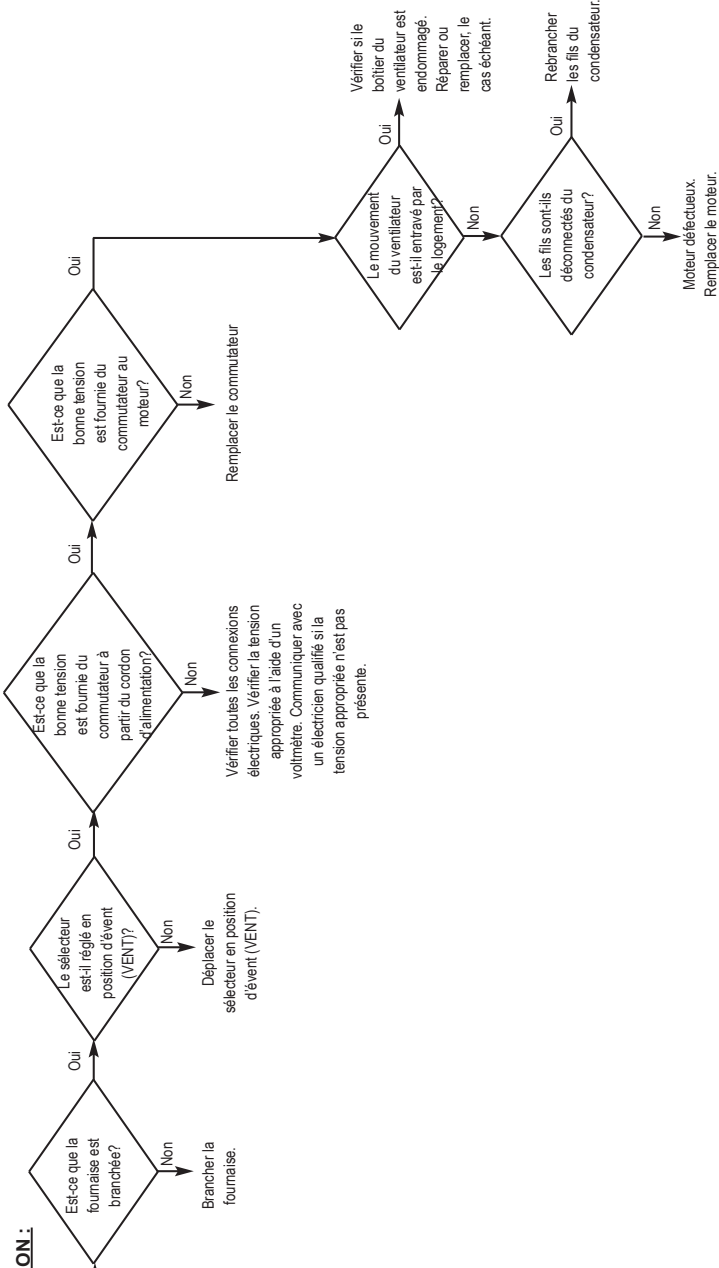 ON :
Est-ce que la
fournaise est
branchée?
Oui
Non
Brancher la
fournaise.
Le sélecteur
est-il réglé en
position d'évent
(VENT)?
Oui
Non
Déplacer le
sélecteur en position
d'évent (VENT).
Est-ce que la
bonne tension
est fournie du
commutateur à
partir du cordon
d'alimentation?
Oui
Non
Vérifier toutes les connexions
électriques. Vérifier la tension
appropriée à l'aide d'un
voltmètre. Communiquer avec
un électricien qualifié si la
tension appropriée n'est pas
présente.
Est-ce que la
bonne tension
est fournie du
commutateur au
moteur?
Oui
Non
Remplacer le commutateur
Le mouvement
du ventilateur
est-il entravé par
le logement?
Oui
Vérifier si le
boîtier du
ventilateur est
endommagé.
Réparer ou
remplacer, le
cas échéant.
Non
Les fils sont-ils
déconnectés du
condensateur?
Oui
Rebrancher
les fils du
condensateur.
Non
Moteur défectueux.
Remplacer le moteur.